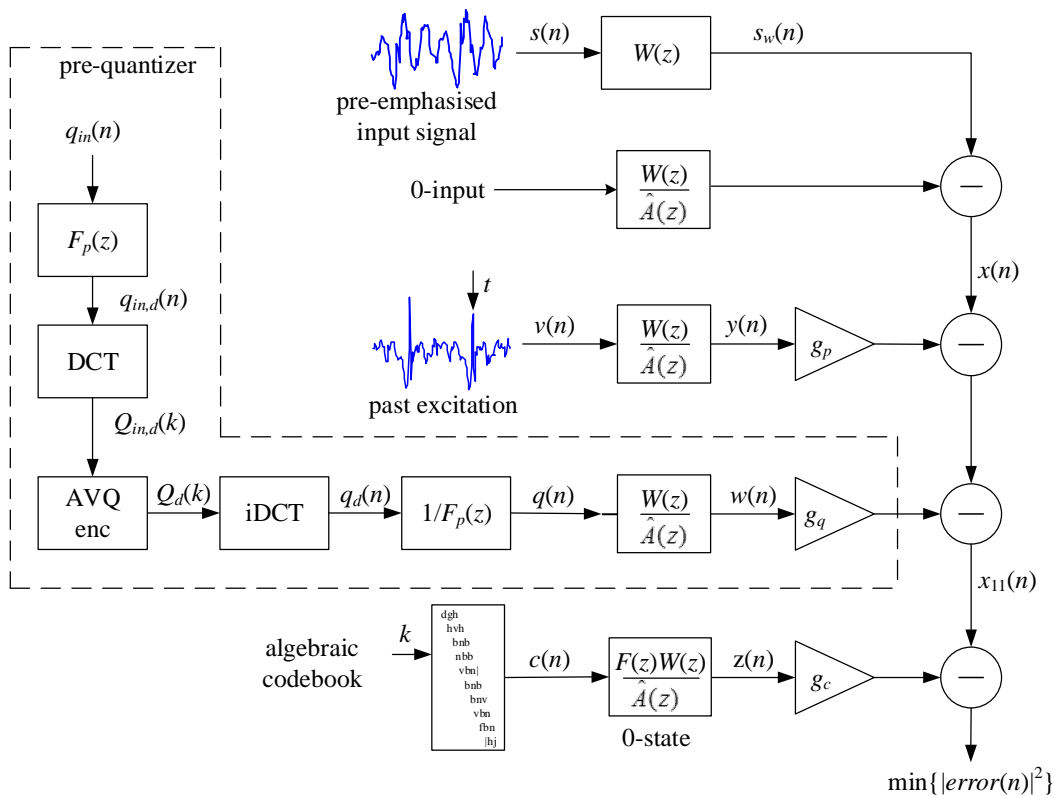 s(n)
W(z)
s_w(n)
pre-emphasised
input signal
pre-quantizer
q_in(n)
0-input
W(z)
Â(z)
F_p(z)
x(n)
q_in,d(n)
t
DCT
v(n)
W(z)
Â(z)
y(n)
g_p
past excitation
Q_in,d(k)
AVQ
enc
Q_d(k)
iDCT
q_d(n)
1/F_p(z)
q(n)
W(z)
Â(z)
w(n)
g_q
x_11(n)
algebraic
codebook
k
dgh
hvh
bnb
nbb
vbn|
bnb
bnv
vbn
fbn
|hj
c(n)
F(z)W(z)
Â(z)
z(n)
g_c
0-state
min{|error(n)|²}